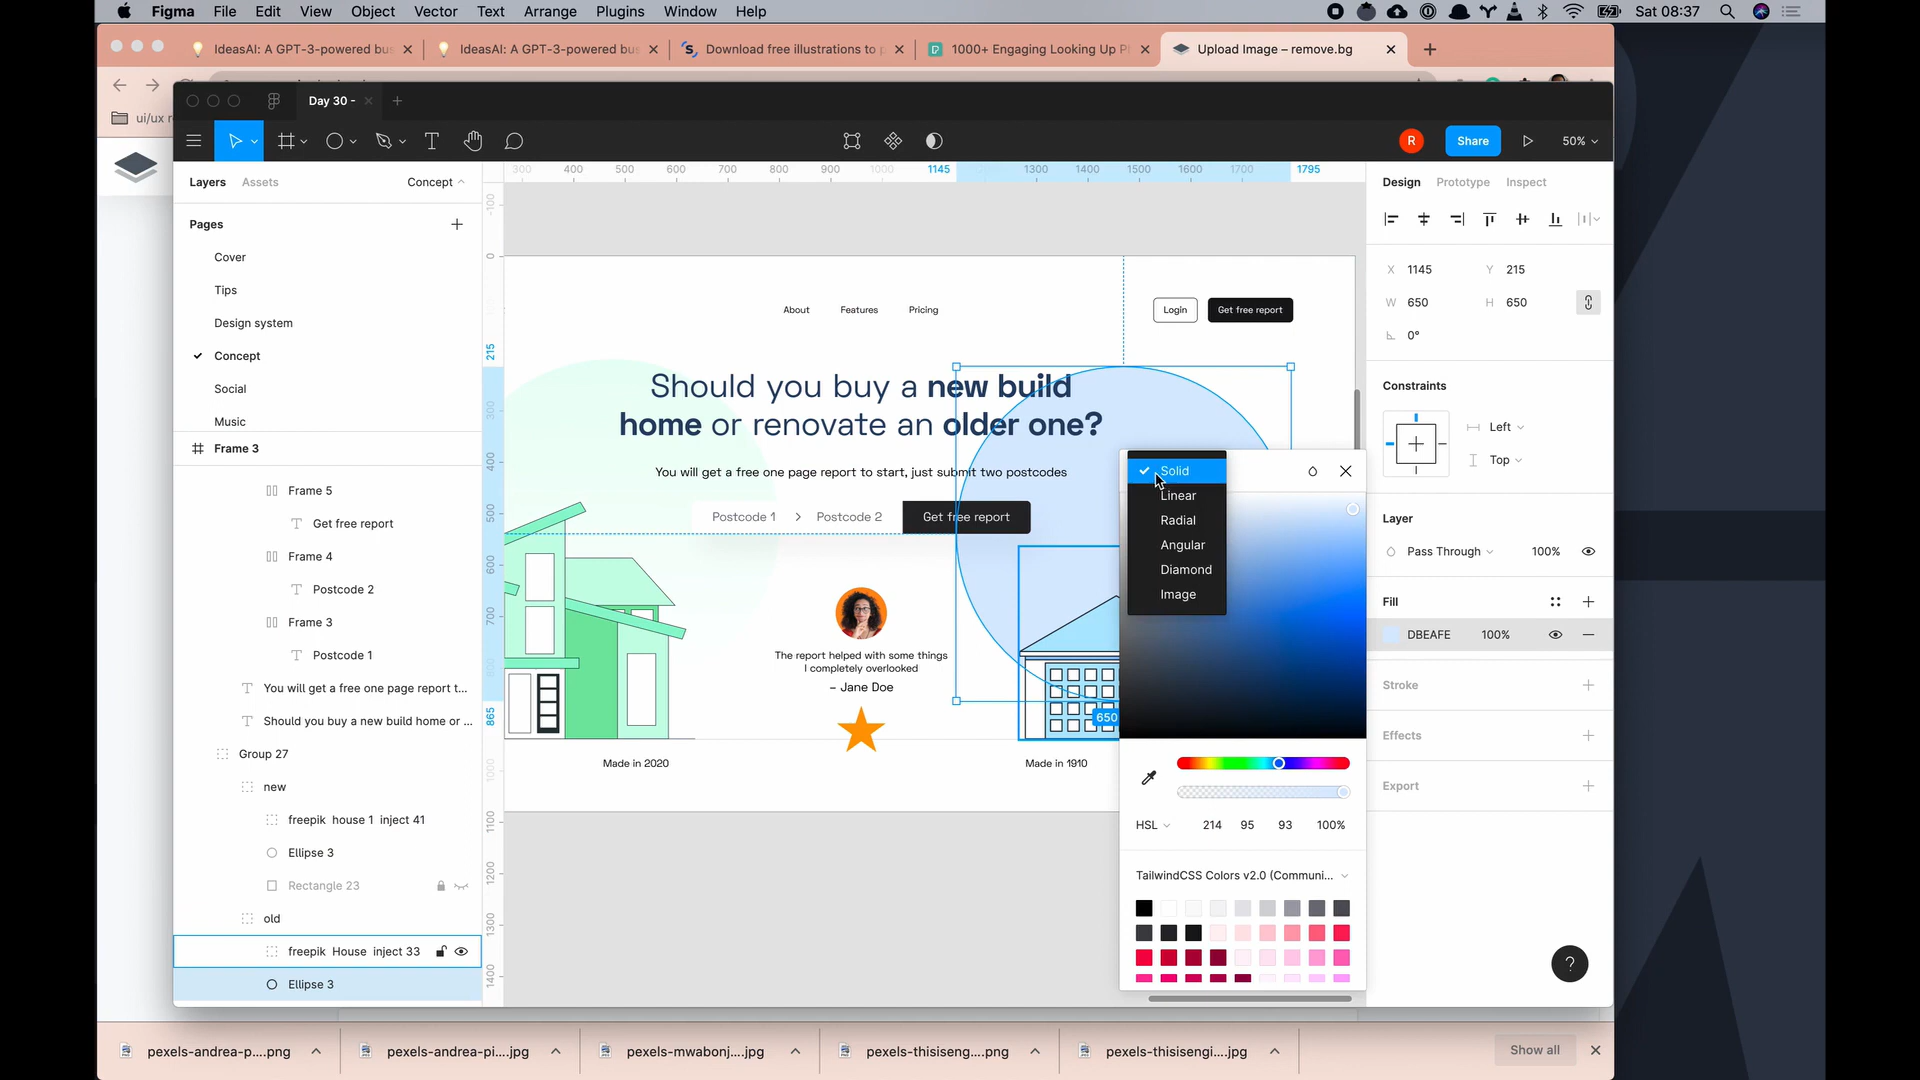 Figma File Edit View Object Vector Text Arrange Plugins Window Help
Sat 08:37
IdeasAI: A GPT-3-powered bus
IdeasAI: A GPT-3-powered bus
Download free illustrations to p
1000+ Engaging Looking Up Ph
Upload Image – remove.bg
ui/ux r
Day 30 -
R
Share
50%
Layers
Assets
Concept
300 400 500 600 700 800 900 1000 1145 1300 1400 1500 1600 1700 1795
Design
Prototype
Inspect
Pages
Cover
Tips
Design system
Concept
Social
Music
Frame 3
Frame 5
Get free report
Frame 4
Postcode 2
Frame 3
Postcode 1
You will get a free one page report t...
Should you buy a new build home or ...
Group 27
new
freepik house 1 inject 41
Ellipse 3
Rectangle 23
old
freepik House inject 33
Ellipse 3
-100
0
215
300
400
500
600
700
800
865
1000
1100
1200
1300
1400
About
Features
Pricing
Login
Get free report
Should you buy a new build
home or renovate an older one?
You will get a free one page report to start, just submit two postcodes
Postcode 1
Postcode 2
Get free report
The report helped with some things
I completely overlooked
– Jane Doe
Made in 2020
Made in 1910
650
Solid
Linear
Radial
Angular
Diamond
Image
HSL
214
95
93
100%
TailwindCSS Colors v2.0 (Communi...
X 1145
Y 215
W 650
H 650
0°
Constraints
Left
Top
Layer
Pass Through
100%
Fill
DBEAFE
100%
Stroke
Effects
Export
?
pexels-andrea-p....png
pexels-andrea-pi....jpg
pexels-mwabonj....jpg
pexels-thisiseng....png
pexels-thisisengi....jpg
Show all